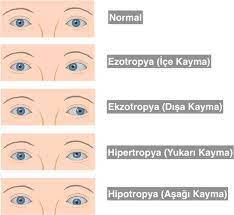 Normal
Ezotropya (İçe Kayma)
Ekzotropya (Dışa Kayma)
Hipertropya (Yukarı Kayma)
Hipotropya (Aşağı Kayma)